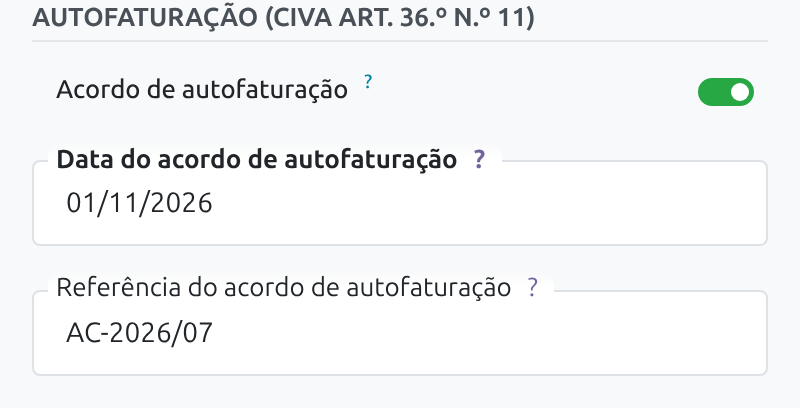 AUTOFATURAÇÃO (CIVA ART. 36.º N.º 11)
Acordo de autofaturação ?
Data do acordo de autofaturação ?
01/11/2026
Referência do acordo de autofaturação ?
AC-2026/07